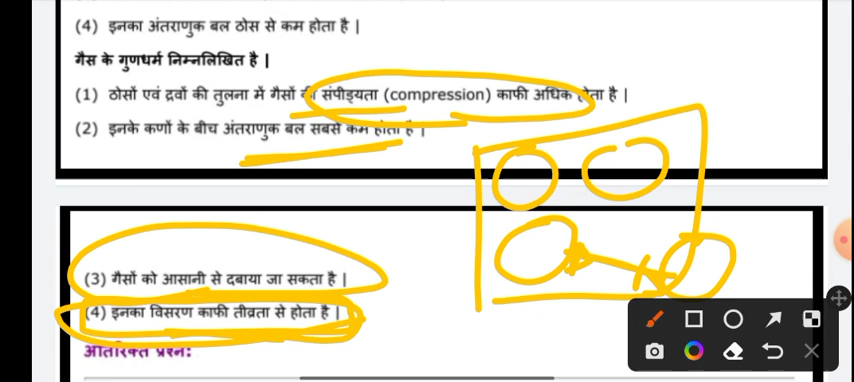 (4) इनका अंतराणुक बल ठोस से कम होता है |
गैस के गुणधर्म निम्नलिखित है |
(1) ठोसों एवं द्रवों की तुलना में गैसों की संपीड्यता (compression) काफी अधिक होता है |
(2) इनके कणों के बीच अंतराणुक बल सबसे कम होता है |
(3) गैसों को आसानी से दबाया जा सकता है |
(4) इनका विसरण काफी तीव्रता से होता है |
अतिरिक्त प्रश्न: